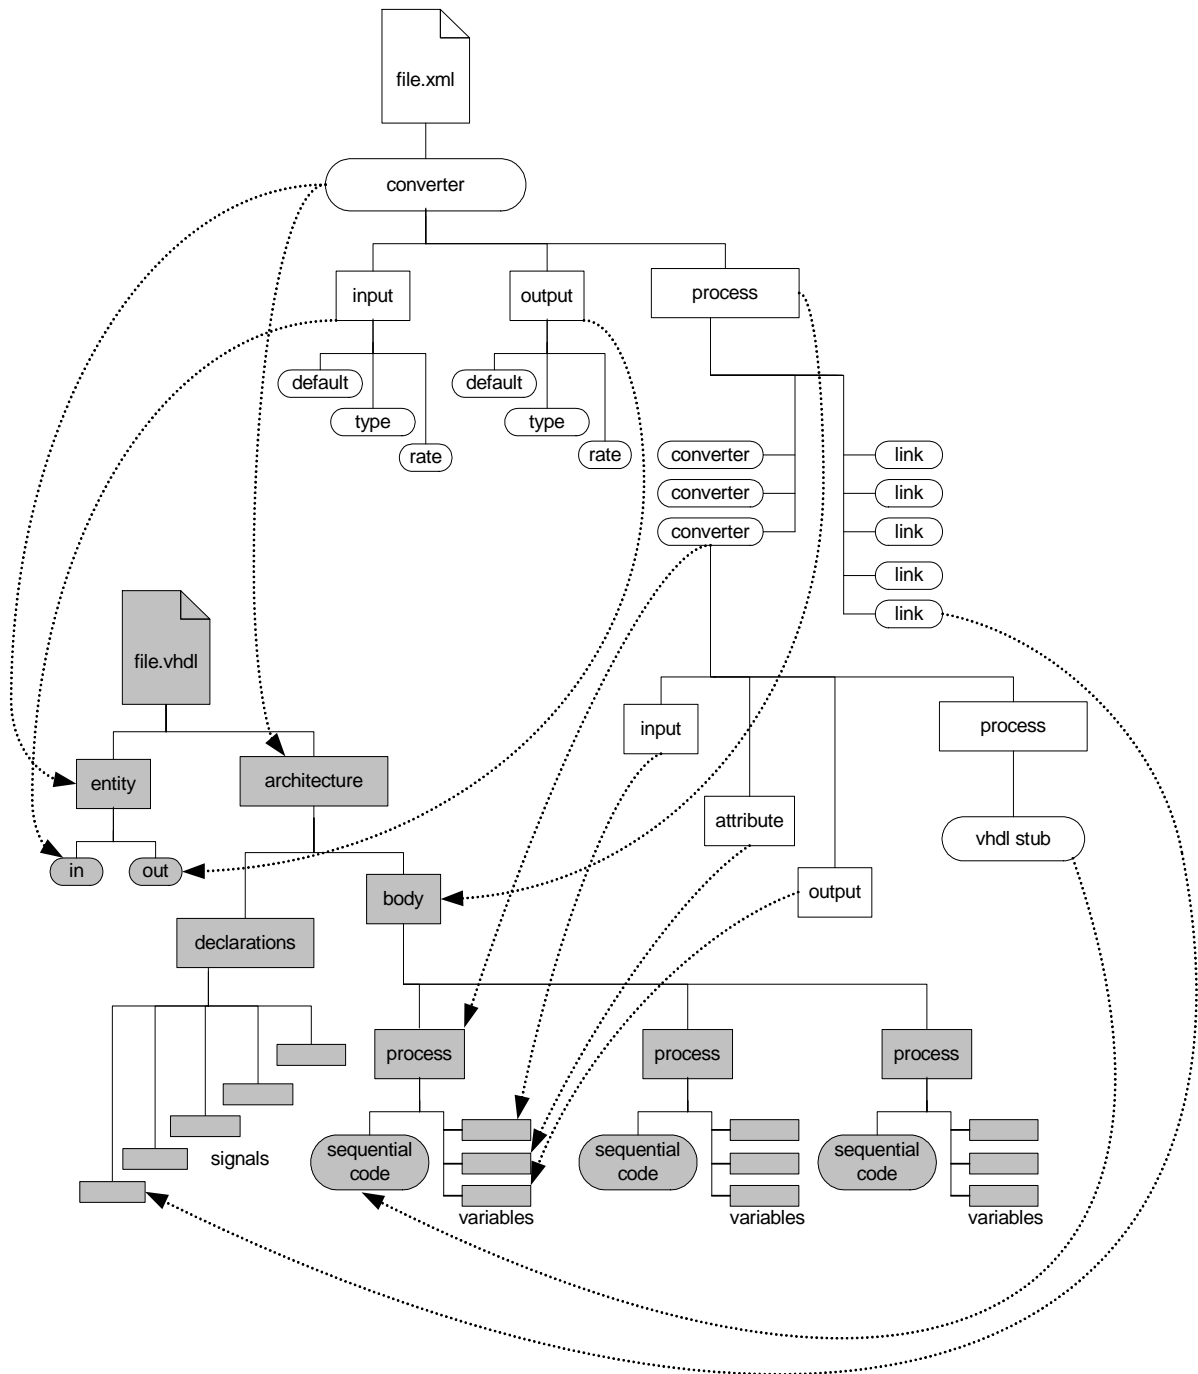 file.xml
converter
input
output
process
default
default
type
type
rate
rate
converter
link
converter
link
converter
link
link
link
file.vhdl
input
process
entity
architecture
attribute
vhdl stub
in
out
body
output
declarations
process
process
process
sequential
code
sequential
code
sequential
code
signals
variables
variables
variables